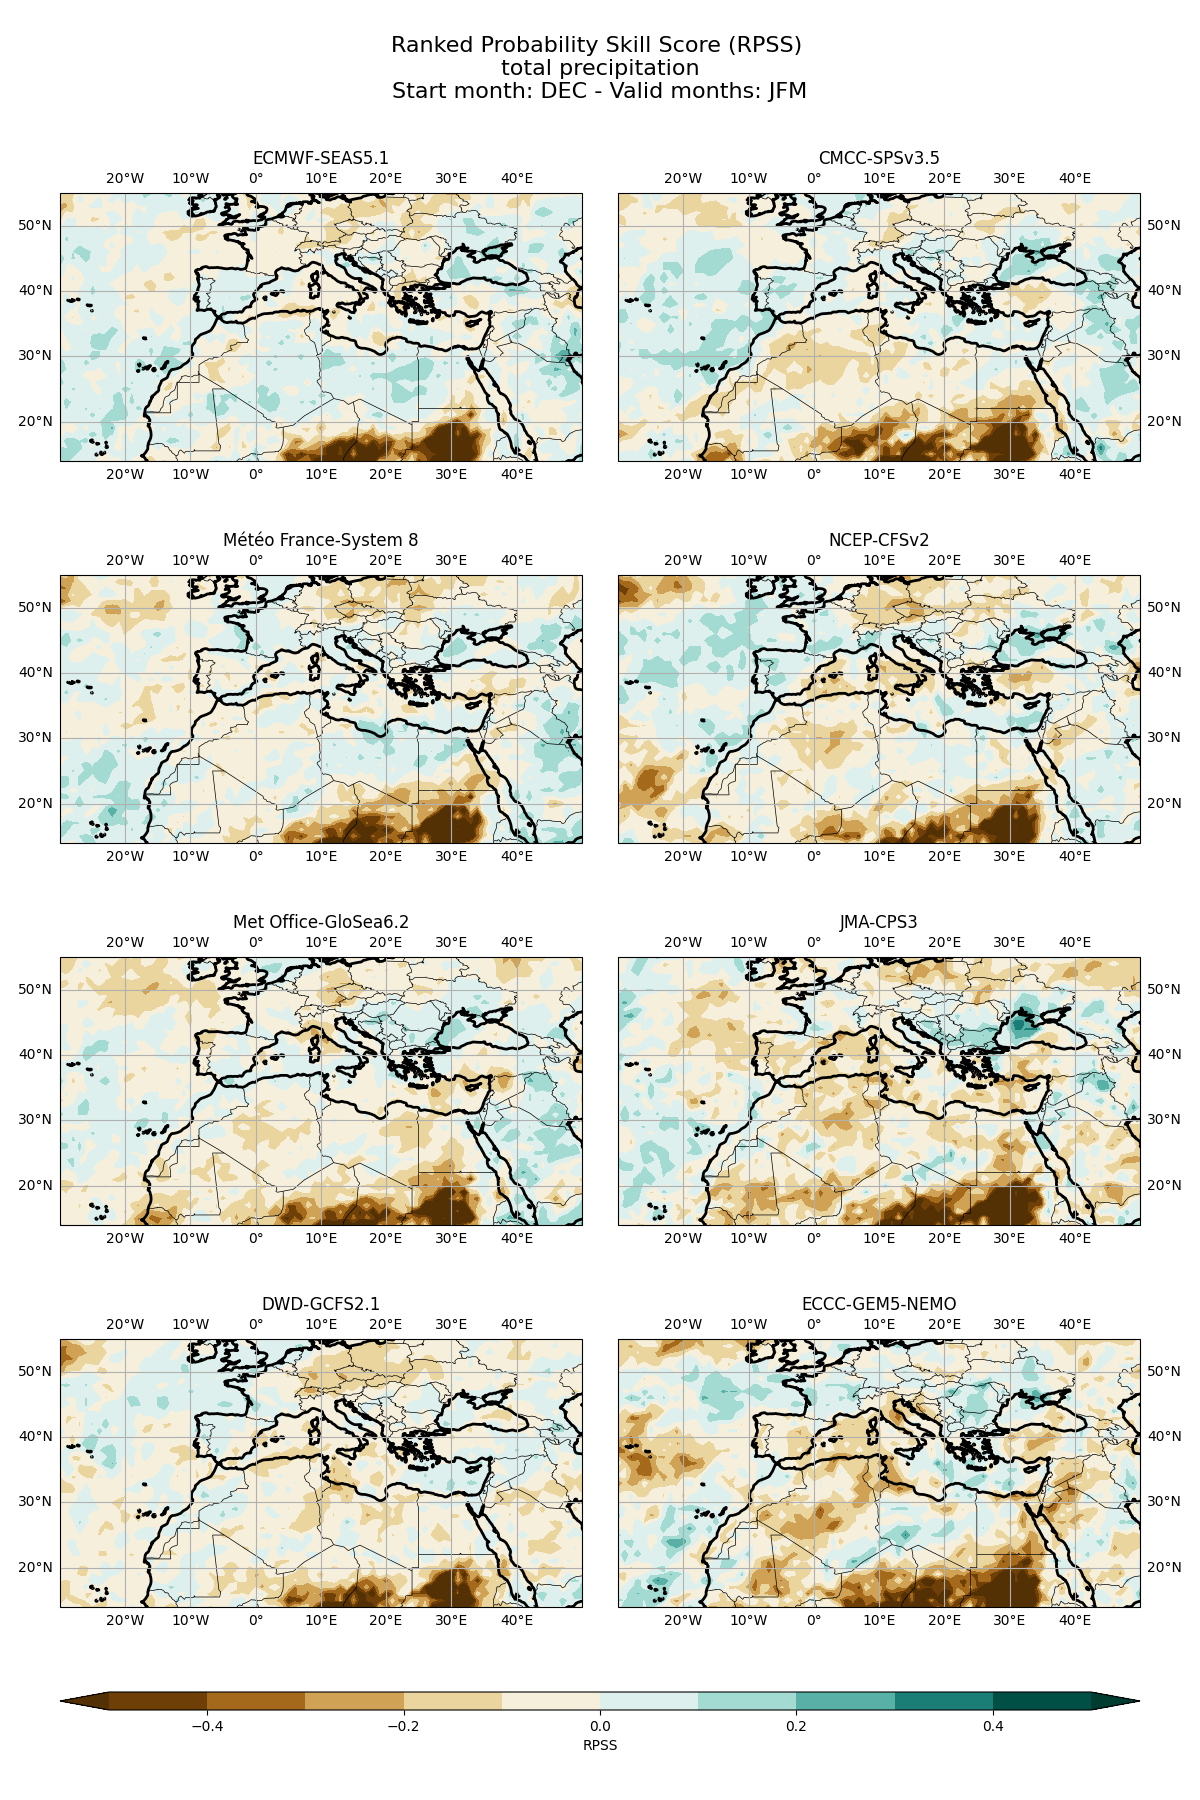 Ranked Probability Skill Score (RPSS)
total precipitation
Start month: DEC - Valid months: JFM
ECMWF-SEAS5.1
CMCC-SPSv3.5
20°W 10°W 0° 10°E 20°E 30°E 40°E
20°W 10°W 0° 10°E 20°E 30°E 40°E
50°N
50°N
40°N
40°N
30°N
30°N
20°N
20°N
20°W 10°W 0° 10°E 20°E 30°E 40°E
20°W 10°W 0° 10°E 20°E 30°E 40°E
Météo France-System 8
NCEP-CFSv2
20°W 10°W 0° 10°E 20°E 30°E 40°E
20°W 10°W 0° 10°E 20°E 30°E 40°E
50°N
50°N
40°N
40°N
30°N
30°N
20°N
20°N
20°W 10°W 0° 10°E 20°E 30°E 40°E
20°W 10°W 0° 10°E 20°E 30°E 40°E
Met Office-GloSea6.2
JMA-CPS3
20°W 10°W 0° 10°E 20°E 30°E 40°E
20°W 10°W 0° 10°E 20°E 30°E 40°E
50°N
50°N
40°N
40°N
30°N
30°N
20°N
20°N
20°W 10°W 0° 10°E 20°E 30°E 40°E
20°W 10°W 0° 10°E 20°E 30°E 40°E
DWD-GCFS2.1
ECCC-GEM5-NEMO
20°W 10°W 0° 10°E 20°E 30°E 40°E
20°W 10°W 0° 10°E 20°E 30°E 40°E
50°N
50°N
40°N
40°N
30°N
30°N
20°N
20°N
20°W 10°W 0° 10°E 20°E 30°E 40°E
20°W 10°W 0° 10°E 20°E 30°E 40°E
−0.4 −0.2 0.0 0.2 0.4
RPSS